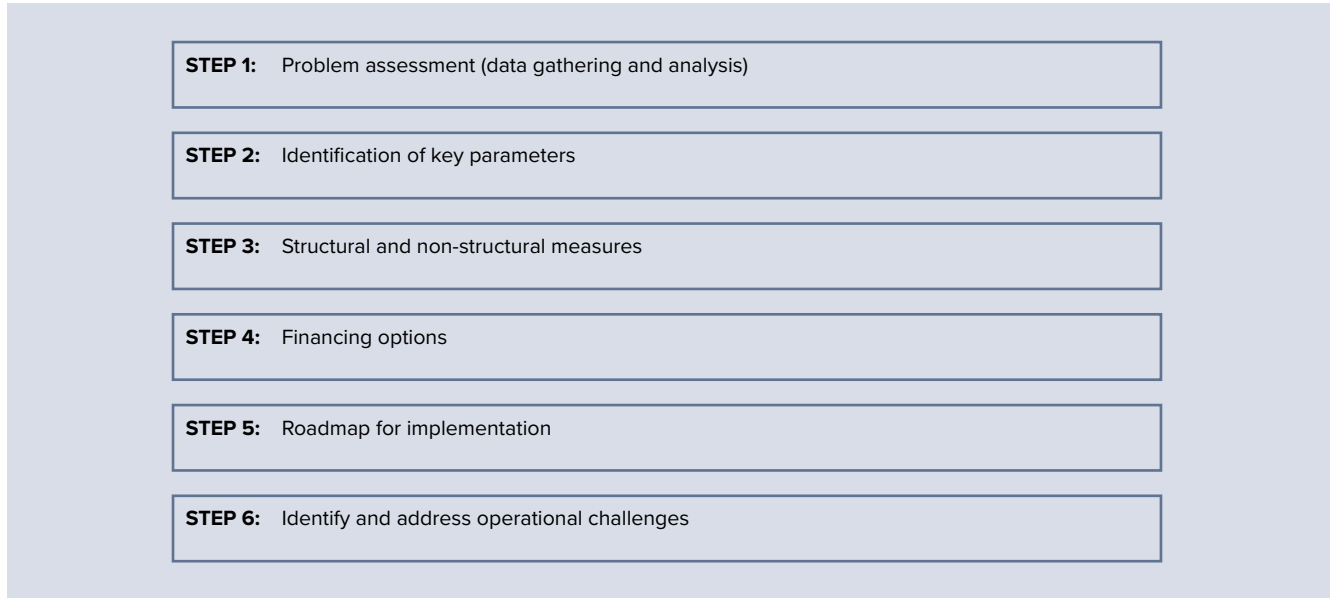 STEP 1: Problem assessment (data gathering and analysis)
STEP 2: Identification of key parameters
STEP 3: Structural and non-structural measures
STEP 4: Financing options
STEP 5: Roadmap for implementation
STEP 6: Identify and address operational challenges